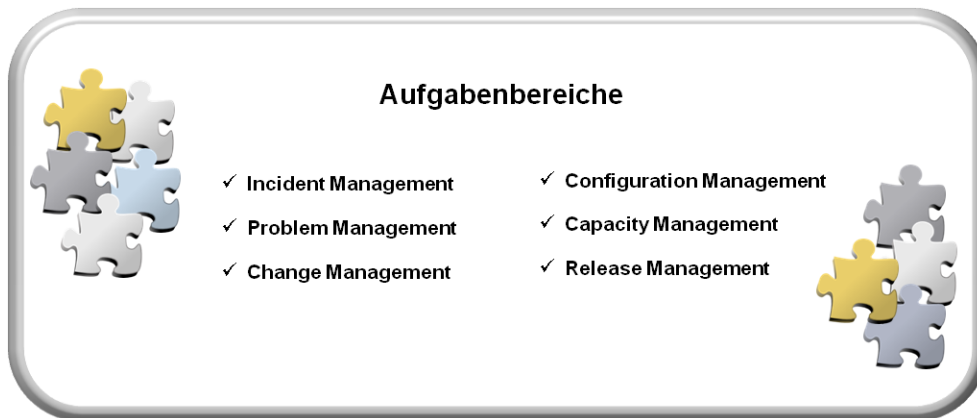 Aufgabenbereiche
✓ Incident Management
✓ Problem Management
✓ Change Management
✓ Configuration Management
✓ Capacity Management
✓ Release Management